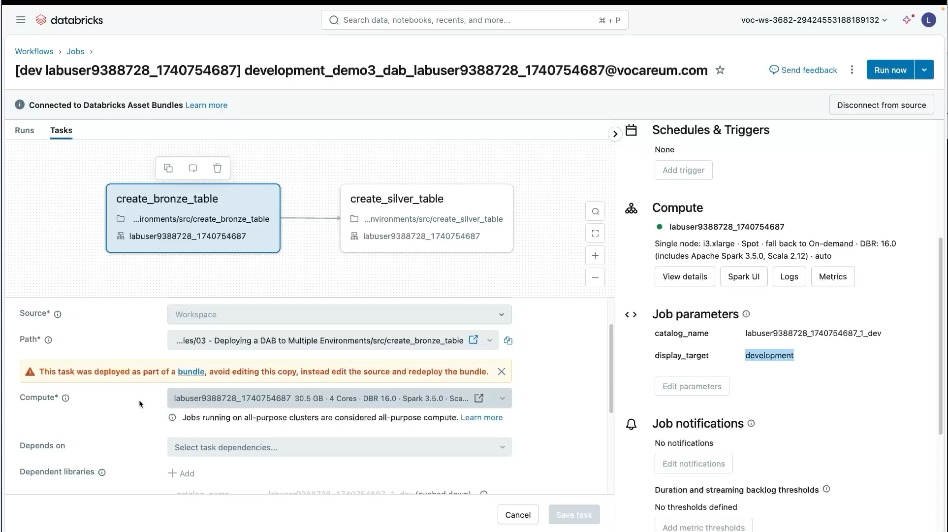 databricks
Search data, notebooks, recents, and more...
⌘ + P
voc-ws-3682-29424553188189132
L
Workflows › Jobs ›
[dev labuser9388728_1740754687] development_demo3_dab_labuser9388728_1740754687@vocareum.com
Send feedback
Run now
Connected to Databricks Asset Bundles Learn more
Disconnect from source
Runs
Tasks
create_bronze_table
...ironments/src/create_bronze_table
labuser9388728_1740754687
create_silver_table
...nvironments/src/create_silver_table
labuser9388728_1740754687
Source*
Workspace
Path*
...les/03 - Deploying a DAB to Multiple Environments/src/create_bronze_table
This task was deployed as part of a bundle, avoid editing this copy, instead edit the source and redeploy the bundle.
Compute*
labuser9388728_1740754687 30.5 GB · 4 Cores · DBR 16.0 · Spark 3.5.0 · Sca...
Jobs running on all-purpose clusters are considered all-purpose compute. Learn more
Depends on
Select task dependencies...
Dependent libraries
+ Add
Cancel
Save task
Schedules & Triggers
None
Add trigger
Compute
labuser9388728_1740754687
Single node: i3.xlarge · Spot · fall back to On-demand · DBR: 16.0
(includes Apache Spark 3.5.0, Scala 2.12) · auto
View details
Spark UI
Logs
Metrics
Job parameters
catalog_name labuser9388728_1740754687_1_dev
display_target development
Edit parameters
Job notifications
No notifications
Edit notifications
Duration and streaming backlog thresholds
No thresholds defined
Add metric thresholds